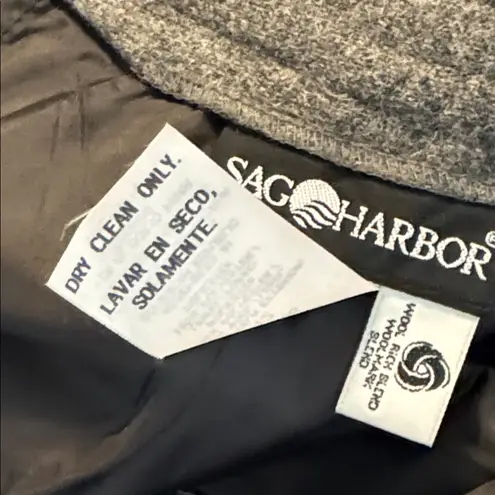 DRY CLEAN ONLY.
LAVAR EN SECO,
SOLAMENTE.
SAG HARBOR®
WOOL RICH BLEND
WOOLMARK
BLEND